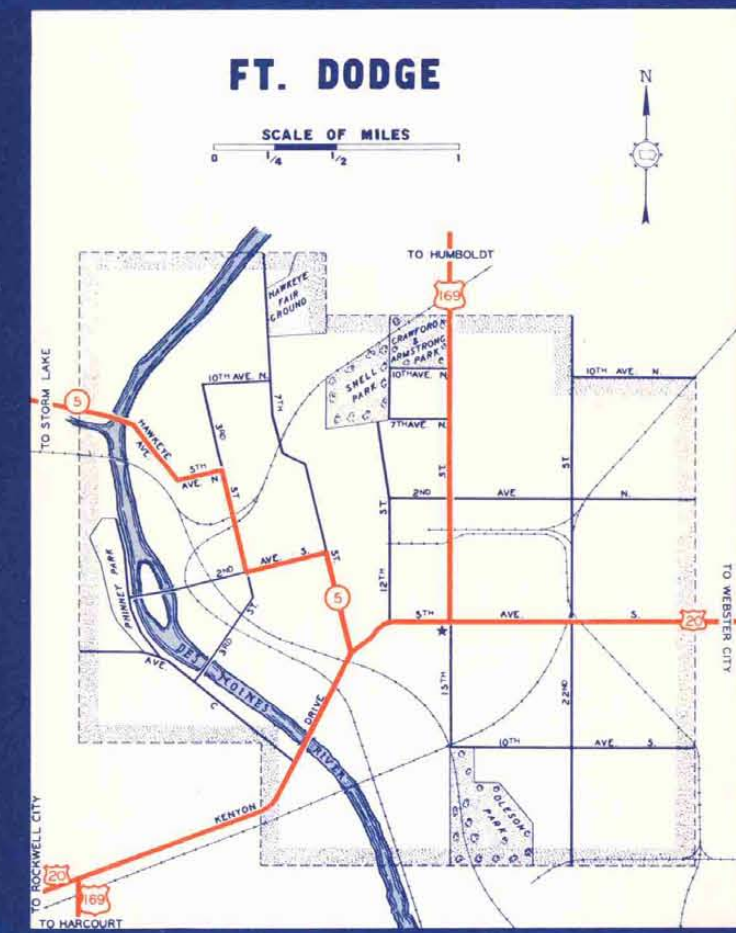 FT. DODGE
SCALE OF MILES
0 1/4 1/2 1
N
TO HUMBOLDT
169
HAWKEYE
FAIR
GROUND
CRAWFORD
&
ARMSTRONG
PARK
SNELL
PARK
10TH AVE. N.
10TH AVE. N.
10TH AVE. N.
TO STORM LAKE
5
HAWKEYE
AVE
3RD
ST.
7TH
ST.
7TH AVE. N.
5TH
AVE. N.
ST.
ST.
2ND AVE N.
12TH
ST.
PHINNEY PARK
2ND AVE. S.
5
5TH AVE. S.
20
TO WEBSTER CITY
3RD ST.
AVE. C
DES MOINES RIVER
15TH
22ND
10TH AVE. S.
KENYON DRIVE
OLESON
PARK
TO ROCKWELL CITY
20
169
TO HARCOURT